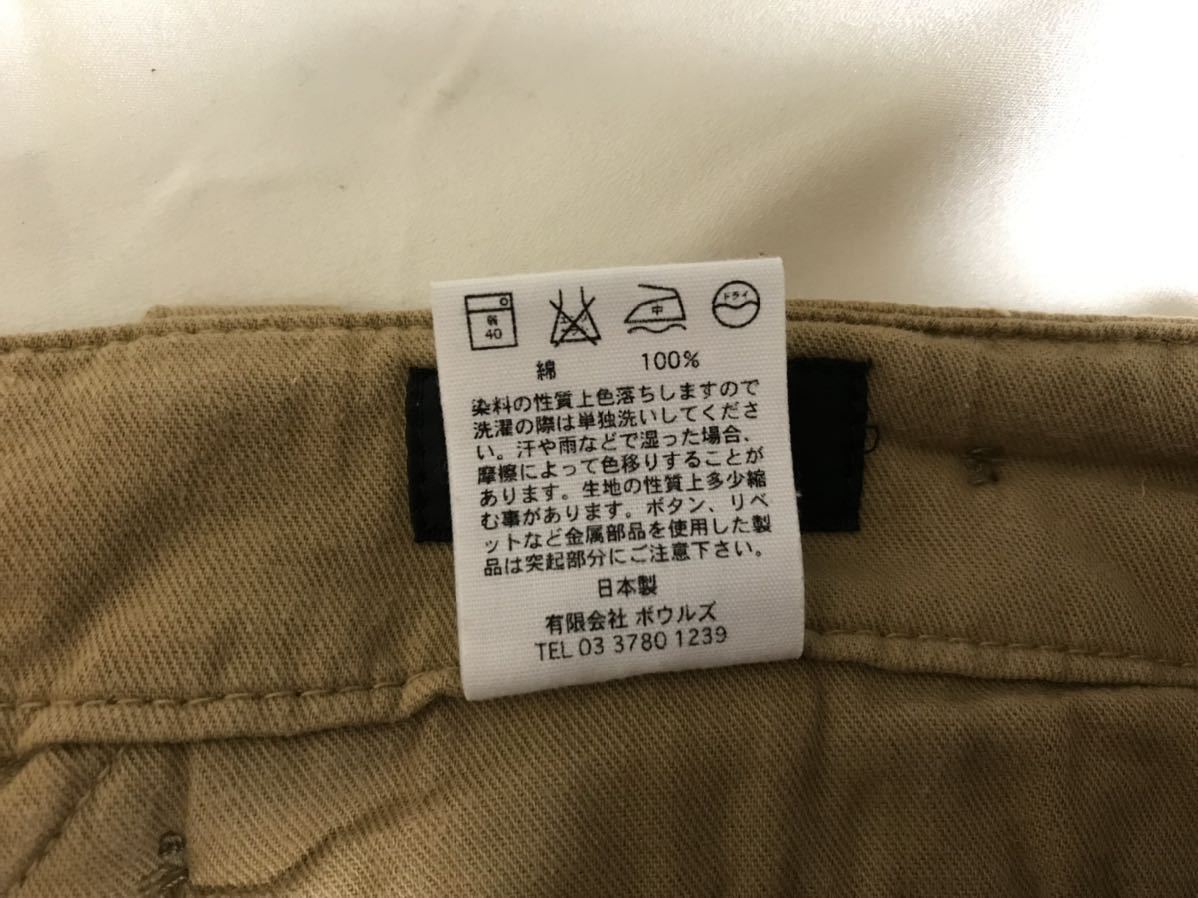 弱
40
中
ドライ
綿 100%
染料の性質上色落ちしますので
洗濯の際は単独洗いしてくださ
い。汗や雨などで湿った場合、
摩擦によって色移りすることが
あります。生地の性質上多少縮
む事があります。ボタン、リベ
ットなど金属部品を使用した製
品は突起部分にご注意下さい。
日本製
有限会社 ボウルズ
TEL 03 3780 1239